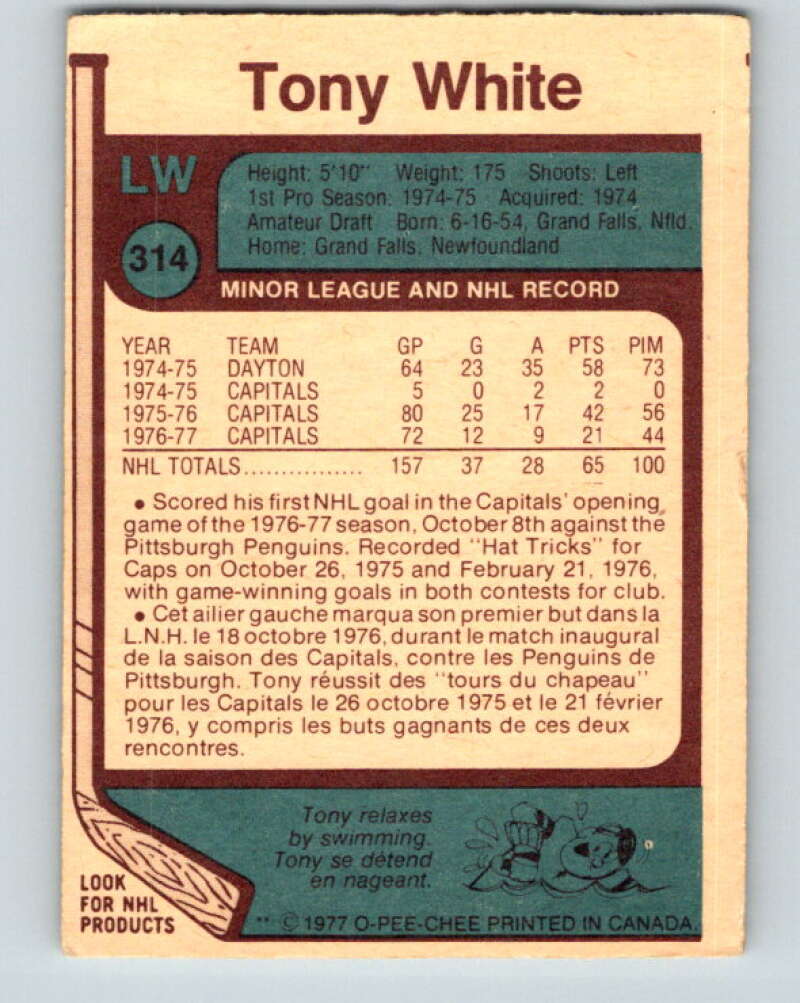 Tony White
LW
314
Height: 5'10" Weight: 175 Shoots: Left
1st Pro Season: 1974-75 Acquired: 1974
Amateur Draft Born: 6-16-54, Grand Falls, Nfld.
Home: Grand Falls, Newfoundland
MINOR LEAGUE AND NHL RECORD
YEAR TEAM GP G A PTS PIM
1974-75 DAYTON 64 23 35 58 73
1974-75 CAPITALS 5 0 2 2 0
1975-76 CAPITALS 80 25 17 42 56
1976-77 CAPITALS 72 12 9 21 44
NHL TOTALS................ 157 37 28 65 100
• Scored his first NHL goal in the Capitals' opening
game of the 1976-77 season, October 8th against the
Pittsburgh Penguins. Recorded "Hat Tricks" for
Caps on October 26, 1975 and February 21, 1976,
with game-winning goals in both contests for club.
• Cet ailier gauche marqua son premier but dans la
L.N.H. le 18 octobre 1976, durant le match inaugural
de la saison des Capitals, contre les Penguins de
Pittsburgh. Tony réussit des "tours du chapeau"
pour les Capitals le 26 octobre 1975 et le 21 février
1976, y compris les buts gagnants de ces deux
rencontres.
Tony relaxes
by swimming.
Tony se détend
en nageant.
LOOK
FOR NHL
PRODUCTS
** © 1977 O-PEE-CHEE PRINTED IN CANADA.